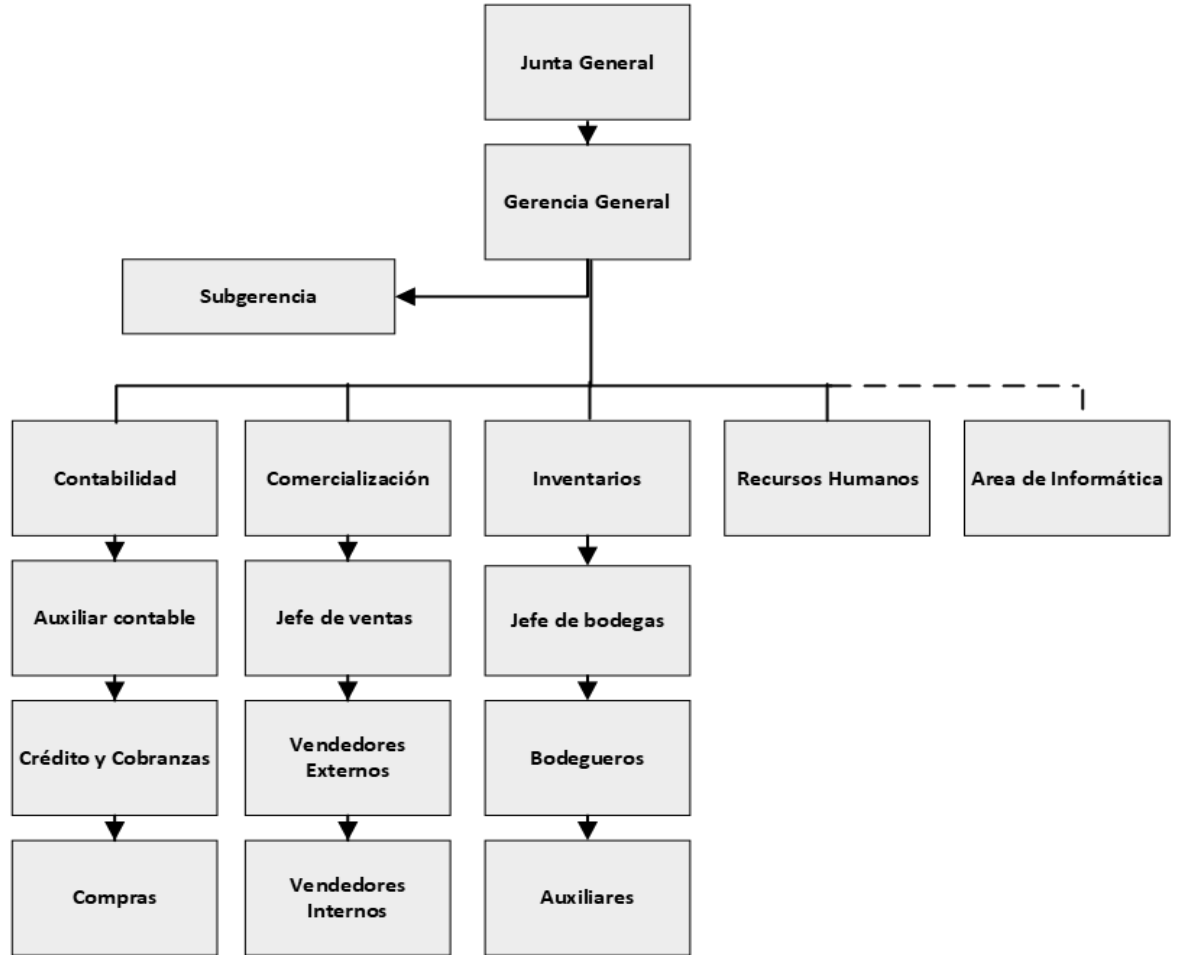 Junta General
Gerencia General
Subgerencia
Contabilidad
Comercialización
Inventarios
Recursos Humanos
Area de Informática
Auxiliar contable
Jefe de ventas
Jefe de bodegas
Crédito y Cobranzas
Vendedores
Externos
Bodegueros
Compras
Vendedores
Internos
Auxiliares